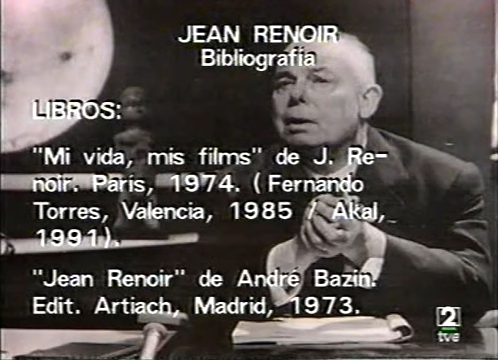 JEAN RENOIR
Bibliografía
LIBROS:
"Mi vida, mis films" de J. Re-
noir. París, 1974. (Fernando
Torres, Valencia, 1985 / Akal,
1991).
"Jean Renoir" de André Bazin.
Edit. Artiach, Madrid, 1973.
2
tve